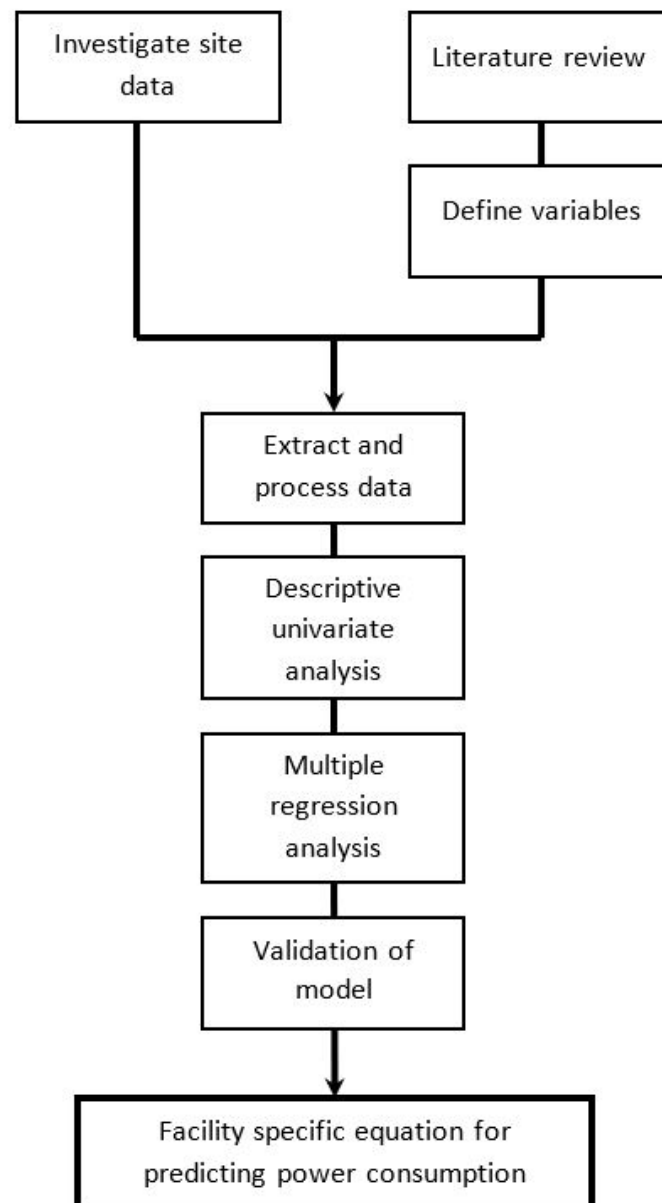 Investigate site
data
Literature review
Define variables
Extract and
process data
Descriptive
univariate
analysis
Multiple
regression
analysis
Validation of
model
Facility specific equation for
predicting power consumption